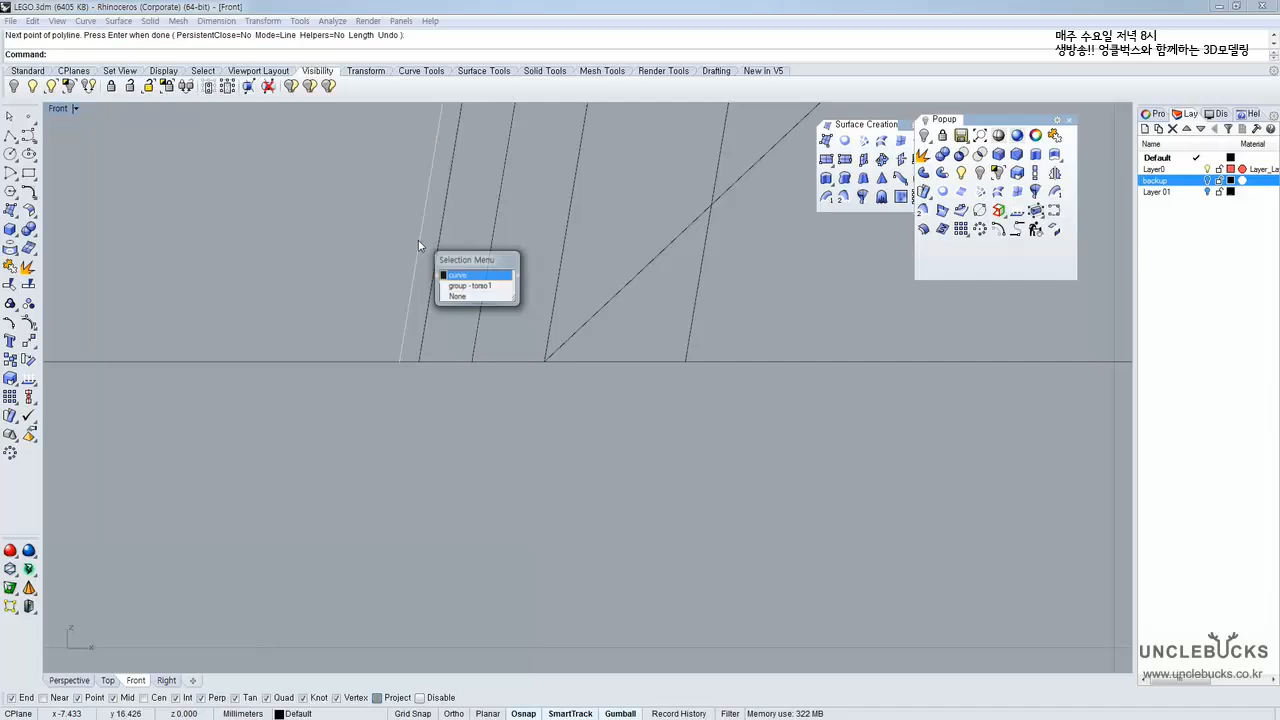 LEGO.3dm (6405 KB) - Rhinoceros (Corporate) (64-bit) - [Front]
File Edit View Curve Surface Solid Mesh Dimension Transform Tools Analyze Render Panels Help
Next point of polyline. Press Enter when done ( PersistentClose=No Mode=Line Helpers=No Length Undo ):
매주 수요일 저녁 8시
Command:
생방송!! 엉클벅스와 함께하는 3D모델링
Standard CPlanes Set View Display Select Viewport Layout Visibility Transform Curve Tools Surface Tools Solid Tools Mesh Tools Render Tools Drafting New in V5
Front
Surface Creation
Popup
Pro Lay Dis Hel
Name Material
Default
Layer0 Layer_La
backup
Layer 01
Selection Menu
curve
group - torso1
None
z
x
UNCLEBUCKS
www.unclebucks.co.kr
Perspective Top Front Right
End Near Point Mid Cen Int Perp Tan Quad Knot Vertex Project Disable
CPlane x -7.433 y 16.426 z 0.000 Millimeters Default Grid Snap Ortho Planar Osnap SmartTrack Gumball Record History Filter Memory use: 322 MB